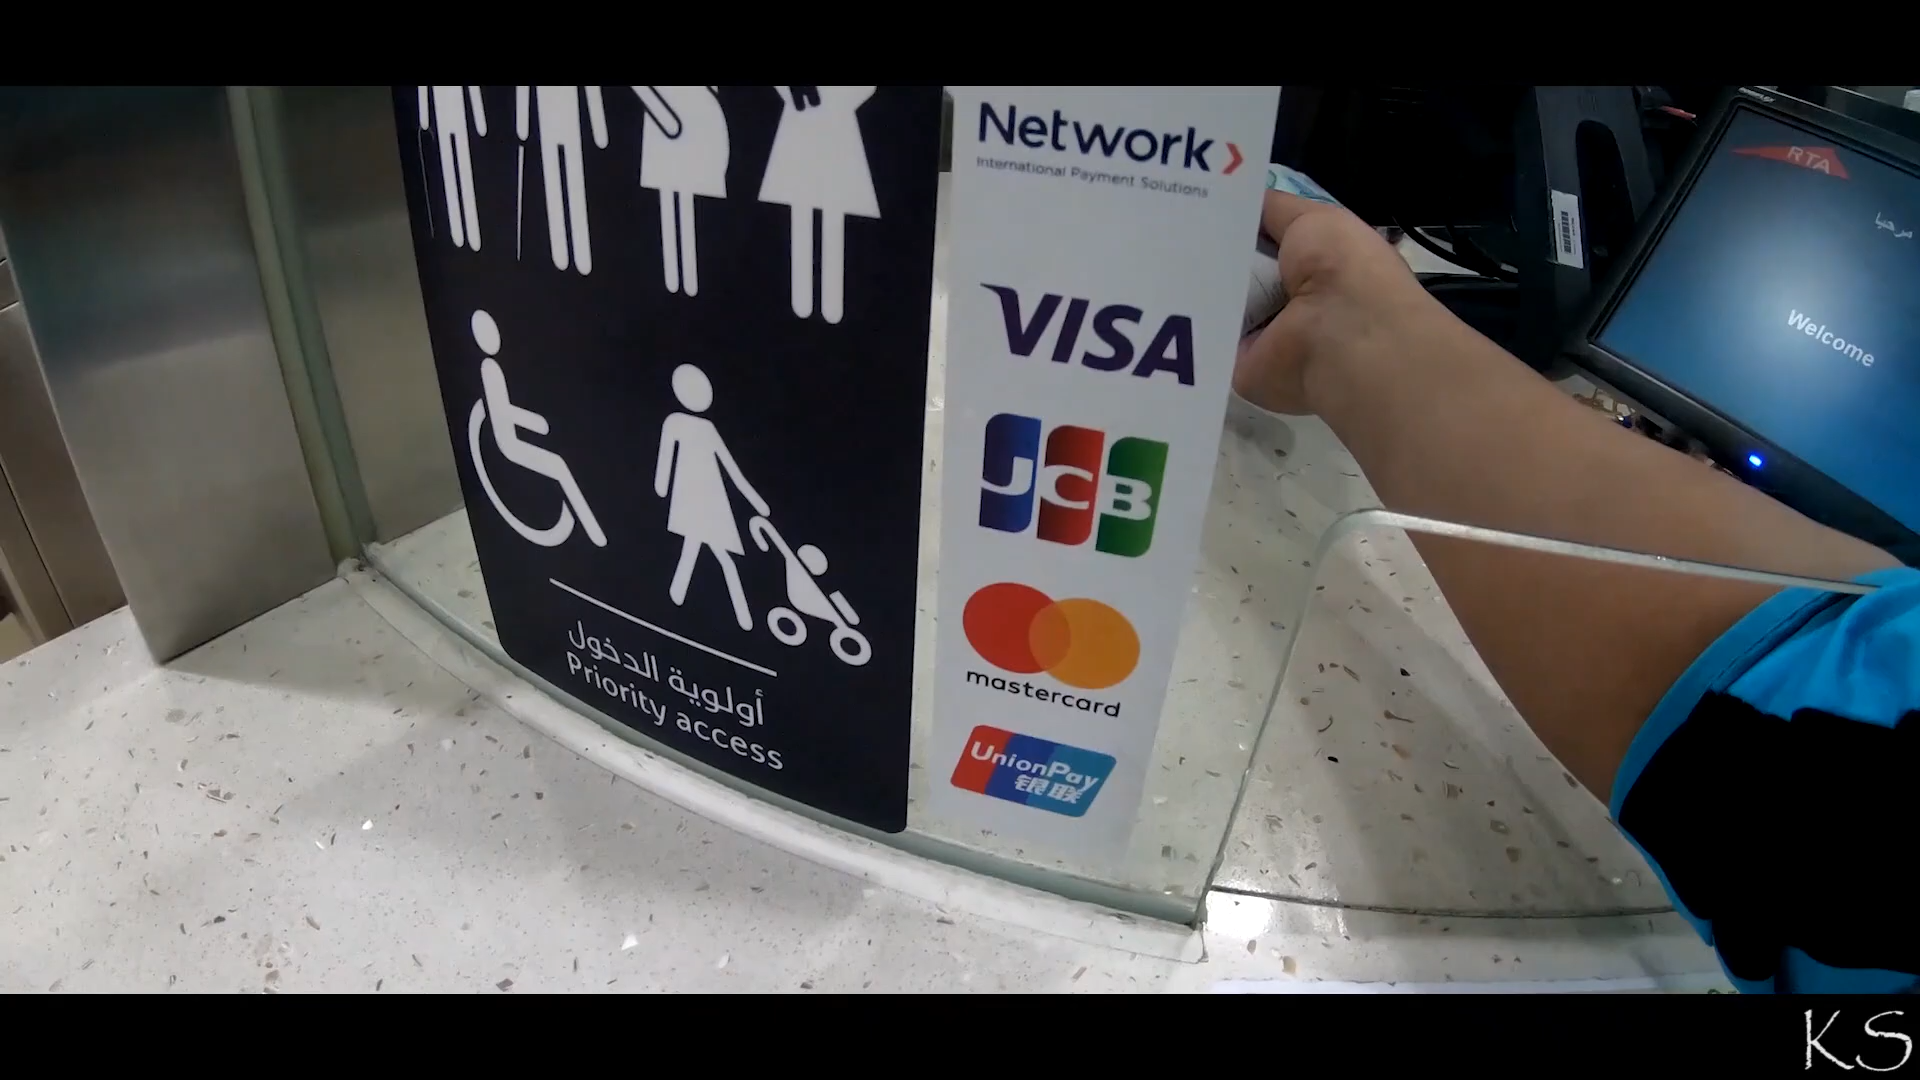 Network
International Payment Solutions
VISA
JCB
mastercard
UnionPay
银联
أولوية الدخول
Priority access
RTA
مرحبا
Welcome
KS